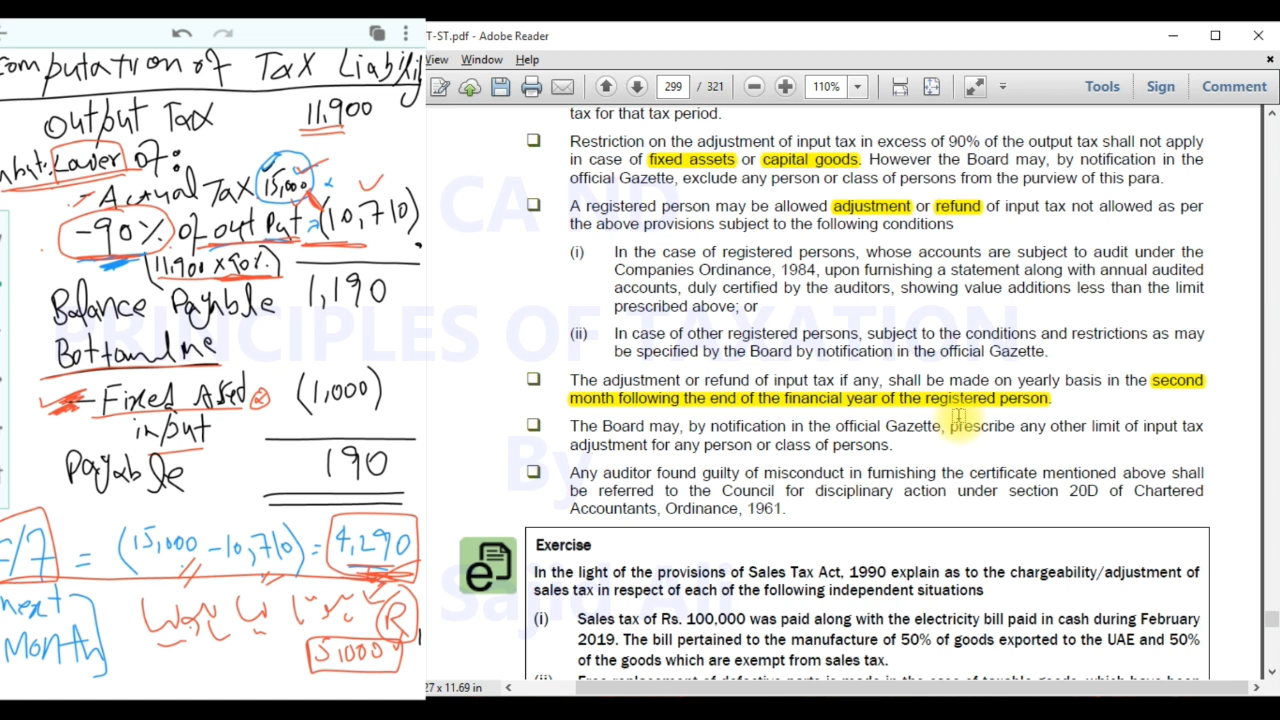 Computation of Tax Liability
Output Tax 11,900
Lower of:
- Actual Tax 15,000
-90% of out Put (10,710)
(11,900 x 90%)
Balance Payable 1,190
Bottomline
- Fixed Asset (1,000)
input
Payable 190
C/7 = (15,000 - 10,710) = 4,290
next
Month
R
T-ST.pdf - Adobe Reader
View Window Help
299 / 321 110% Tools Sign Comment
tax for that tax period.
Restriction on the adjustment of input tax in excess of 90% of the output tax shall not apply
in case of fixed assets or capital goods. However the Board may, by notification in the
official Gazette, exclude any person or class of persons from the purview of this para.
A registered person may be allowed adjustment or refund of input tax not allowed as per
the above provisions subject to the following conditions
(i) In the case of registered persons, whose accounts are subject to audit under the
Companies Ordinance, 1984, upon furnishing a statement along with annual audited
accounts, duly certified by the auditors, showing value additions less than the limit
prescribed above; or
(ii) In case of other registered persons, subject to the conditions and restrictions as may
be specified by the Board by notification in the official Gazette.
The adjustment or refund of input tax if any, shall be made on yearly basis in the second
month following the end of the financial year of the registered person.
The Board may, by notification in the official Gazette, prescribe any other limit of input tax
adjustment for any person or class of persons.
Any auditor found guilty of misconduct in furnishing the certificate mentioned above shall
be referred to the Council for disciplinary action under section 20D of Chartered
Accountants, Ordinance, 1961.
Exercise
In the light of the provisions of Sales Tax Act, 1990 explain as to the chargeability/adjustment of
sales tax in respect of each of the following independent situations
(i) Sales tax of Rs. 100,000 was paid along with the electricity bill paid in cash during February
2019. The bill pertained to the manufacture of 50% of goods exported to the UAE and 50%
of the goods which are exempt from sales tax.
27 x 11.69 in
CA ND
PRINCIPLES OF TAXATION
By
Sajid Ali